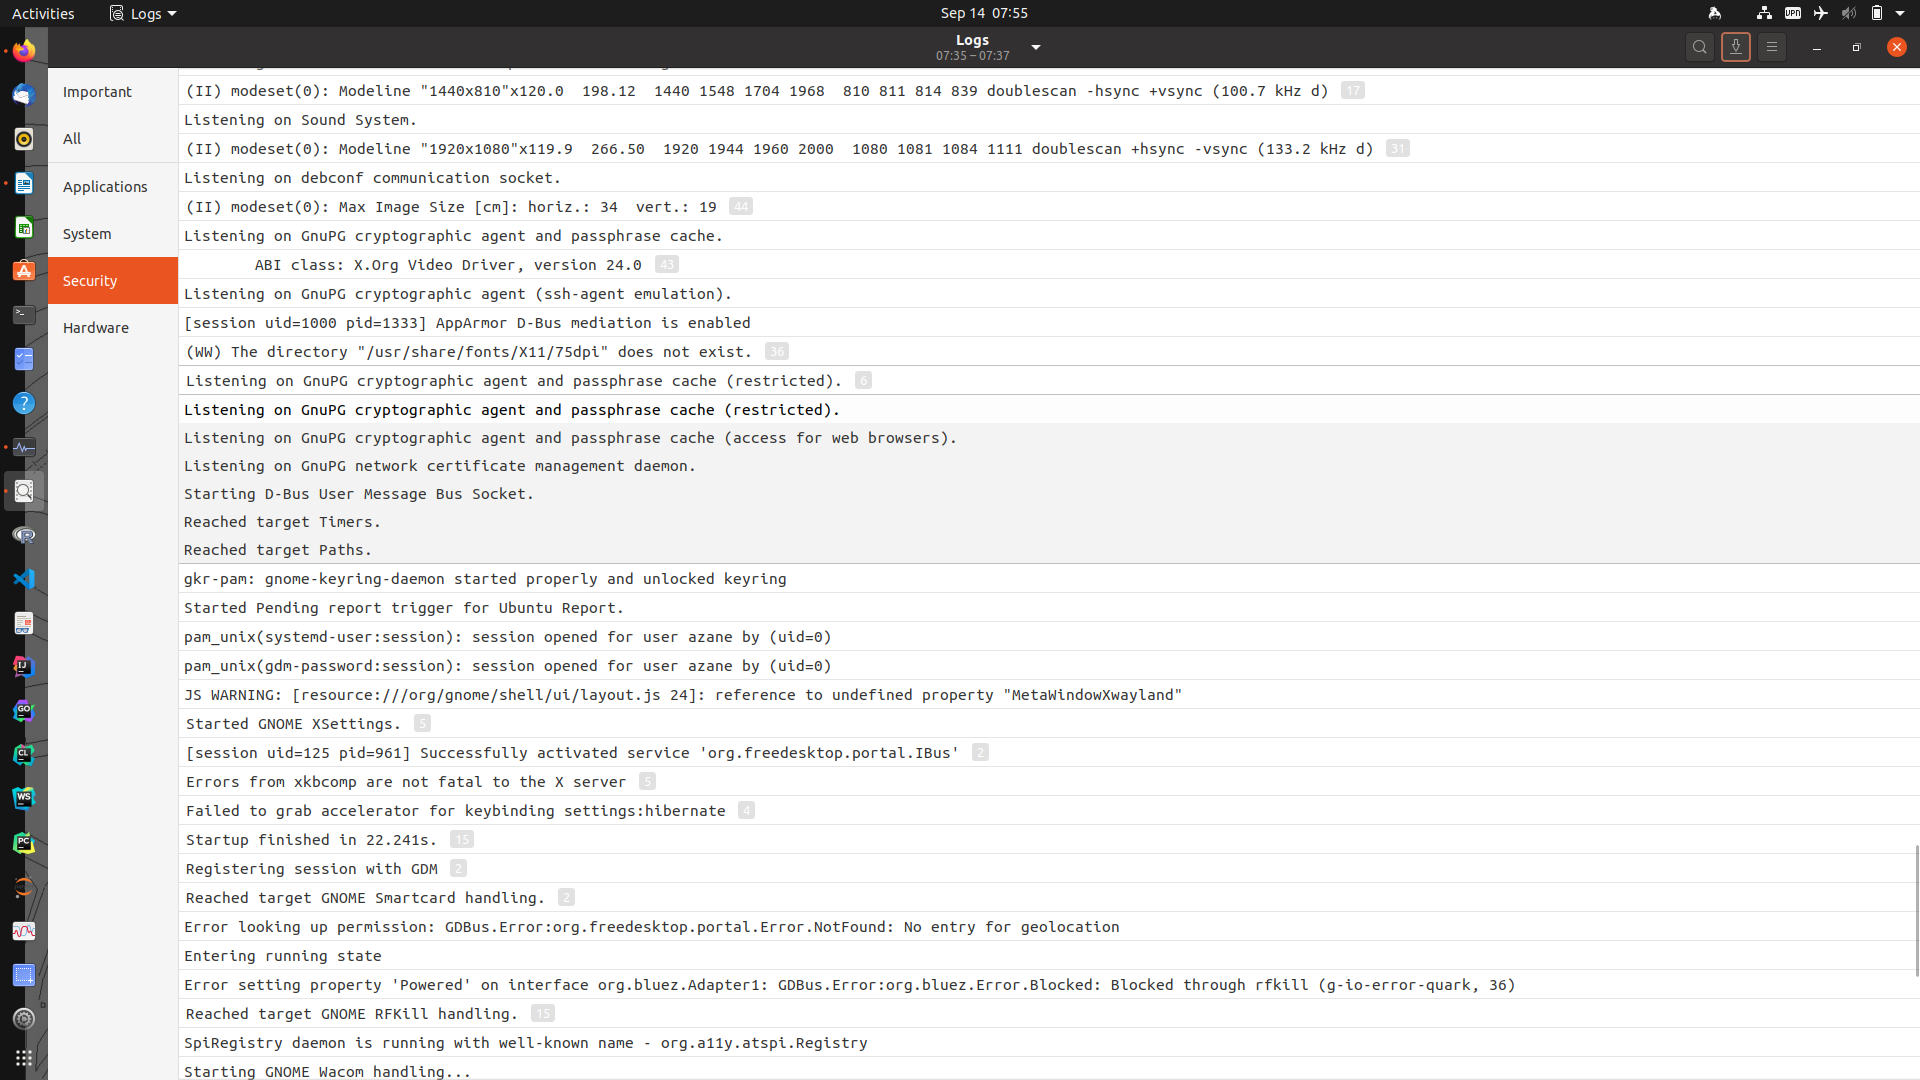 Activities
Logs
Sep 14 07:55
VPN
Logs
07:35 – 07:37
Important
All
Applications
System
Security
Hardware
(II) modeset(0): Modeline "1440x810"x120.0 198.12 1440 1548 1704 1968 810 811 814 839 doublescan -hsync +vsync (100.7 kHz d) 17
Listening on Sound System.
(II) modeset(0): Modeline "1920x1080"x119.9 266.50 1920 1944 1960 2000 1080 1081 1084 1111 doublescan +hsync -vsync (133.2 kHz d) 31
Listening on debconf communication socket.
(II) modeset(0): Max Image Size [cm]: horiz.: 34 vert.: 19 44
Listening on GnuPG cryptographic agent and passphrase cache.
ABI class: X.Org Video Driver, version 24.0 43
Listening on GnuPG cryptographic agent (ssh-agent emulation).
[session uid=1000 pid=1333] AppArmor D-Bus mediation is enabled
(WW) The directory "/usr/share/fonts/X11/75dpi" does not exist. 36
Listening on GnuPG cryptographic agent and passphrase cache (restricted). 6
Listening on GnuPG cryptographic agent and passphrase cache (restricted).
Listening on GnuPG cryptographic agent and passphrase cache (access for web browsers).
Listening on GnuPG network certificate management daemon.
Starting D-Bus User Message Bus Socket.
Reached target Timers.
Reached target Paths.
gkr-pam: gnome-keyring-daemon started properly and unlocked keyring
Started Pending report trigger for Ubuntu Report.
pam_unix(systemd-user:session): session opened for user azane by (uid=0)
pam_unix(gdm-password:session): session opened for user azane by (uid=0)
JS WARNING: [resource:///org/gnome/shell/ui/layout.js 24]: reference to undefined property "MetaWindowXwayland"
Started GNOME XSettings. 5
[session uid=125 pid=961] Successfully activated service 'org.freedesktop.portal.IBus' 2
Errors from xkbcomp are not fatal to the X server 5
Failed to grab accelerator for keybinding settings:hibernate 4
Startup finished in 22.241s. 15
Registering session with GDM 2
Reached target GNOME Smartcard handling. 2
Error looking up permission: GDBus.Error:org.freedesktop.portal.Error.NotFound: No entry for geolocation
Entering running state
Error setting property 'Powered' on interface org.bluez.Adapter1: GDBus.Error:org.bluez.Error.Blocked: Blocked through rfkill (g-io-error-quark, 36)
Reached target GNOME RFKill handling. 15
SpiRegistry daemon is running with well-known name - org.a11y.atspi.Registry
Starting GNOME Wacom handling...